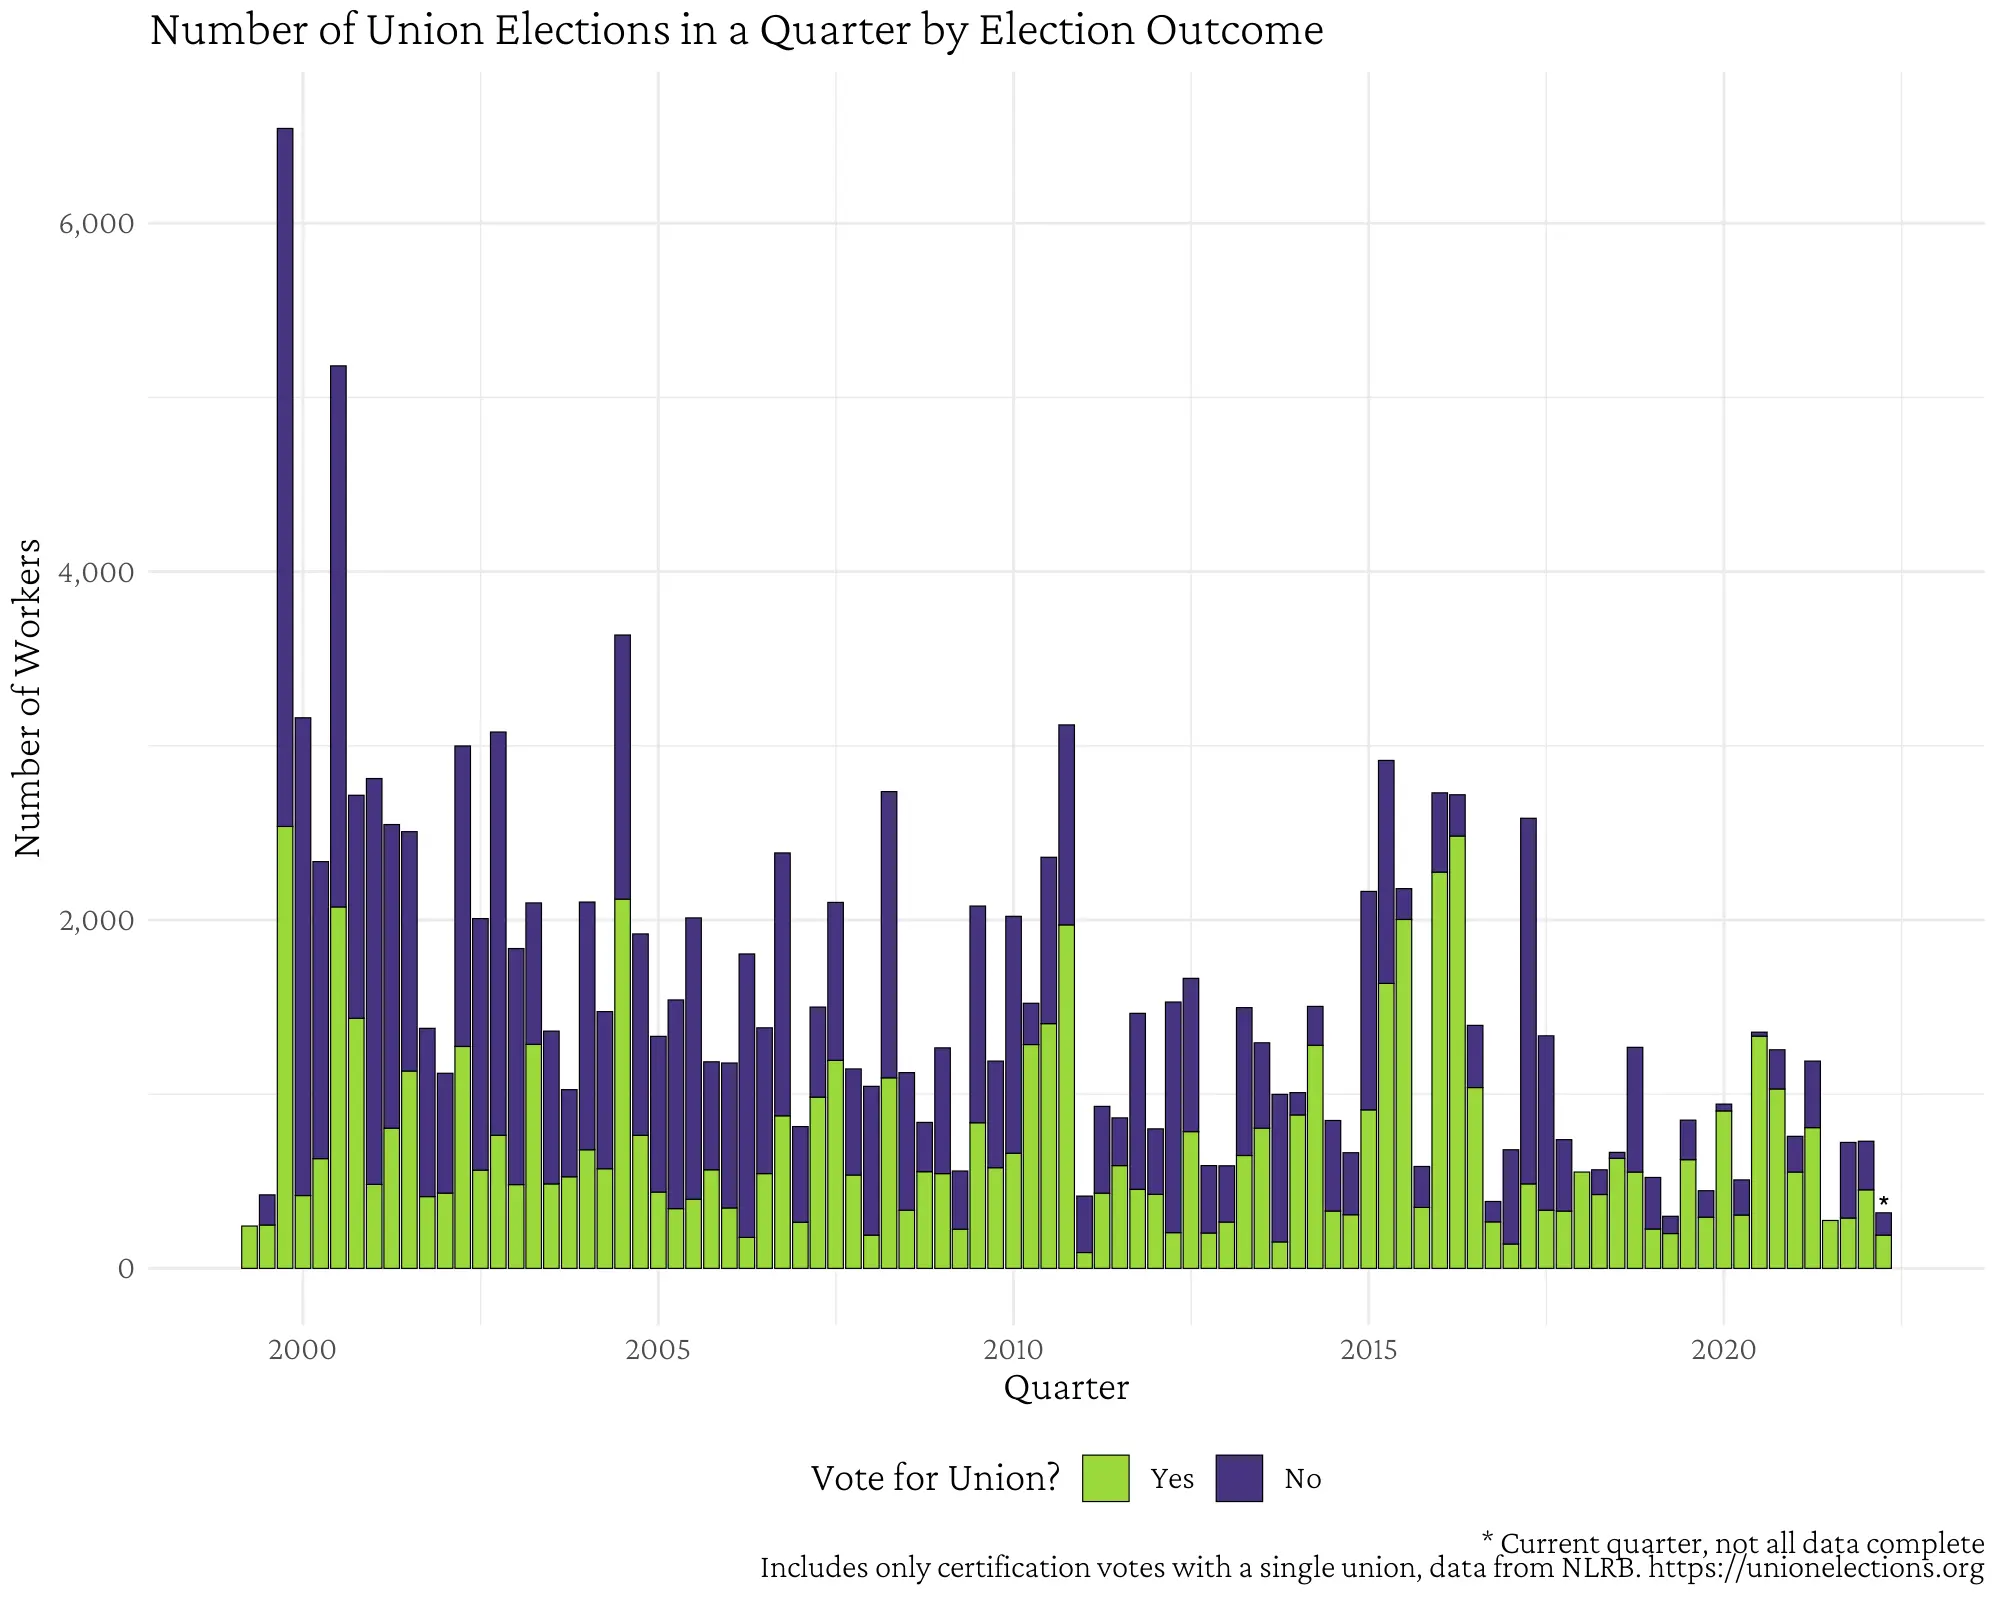 Number of Union Elections in a Quarter by Election Outcome
Number of Workers
6,000
4,000
2,000
0
*
2000 2005 2010 2015 2020
Quarter
Vote for Union? Yes No
* Current quarter, not all data complete
Includes only certification votes with a single union, data from NLRB. https://unionelections.org